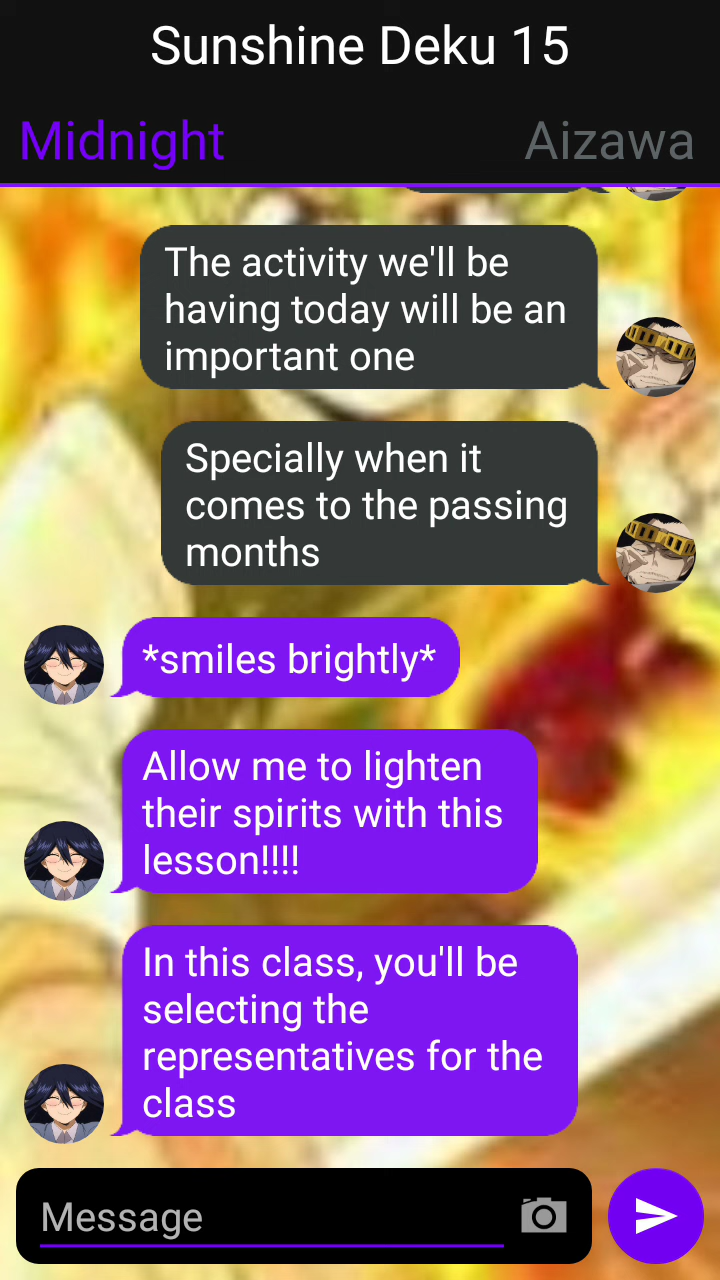 Sunshine Deku 15
Midnight
Aizawa
The activity we'll be
having today will be an
important one
Specially when it
comes to the passing
months
*smiles brightly*
Allow me to lighten
their spirits with this
lesson!!!!
In this class, you'll be
selecting the
representatives for the
class
Message